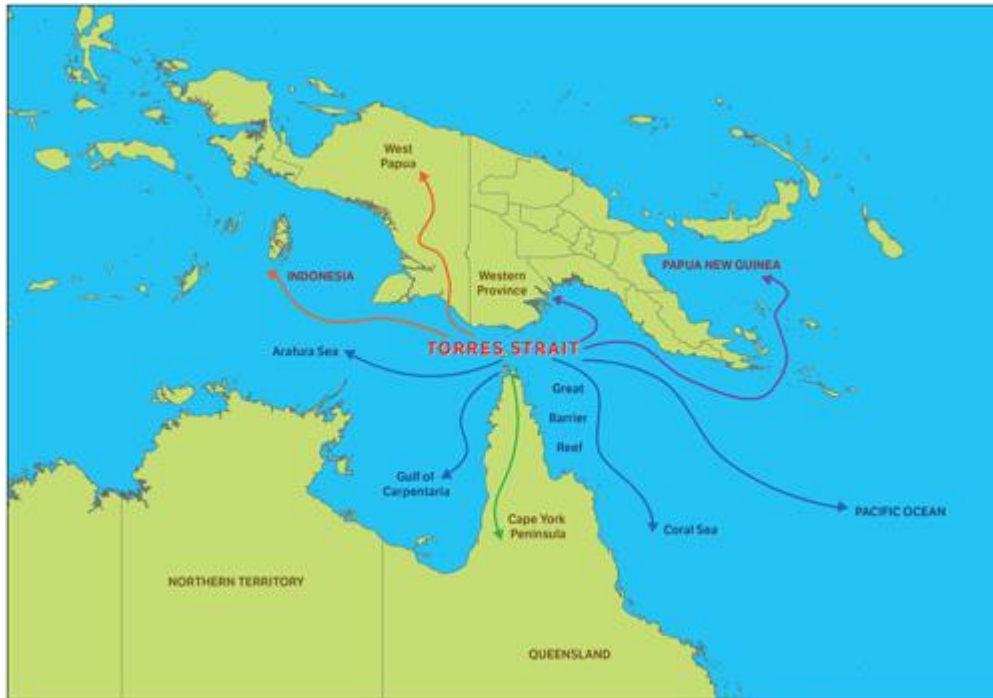 West
Papua
INDONESIA
Western
Province
PAPUA NEW GUINEA
TORRES STRAIT
Arafura Sea
Great
Barrier
Reef
Gulf of
Carpentaria
Cape York
Peninsula
Coral Sea
PACIFIC OCEAN
NORTHERN TERRITORY
QUEENSLAND